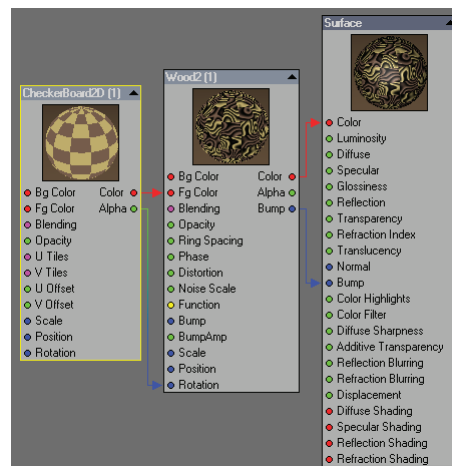 Surface
Wood2 (1)
CheckerBoard2D (1)
Color
Luminosity
Diffuse
Specular
Glossiness
Reflection
Transparency
Refraction Index
Translucency
Normal
Bump
Color Highlights
Color Filter
Diffuse Sharpness
Additive Transparency
Reflection Blurring
Refraction Blurring
Displacement
Diffuse Shading
Specular Shading
Reflection Shading
Refraction Shading
Bg Color Color
Fg Color Alpha
Blending Bump
Opacity
Ring Spacing
Phase
Distortion
Noise Scale
Function
Bump
BumpAmp
Scale
Position
Rotation
Bg Color Color
Fg Color Alpha
Blending
Opacity
U Tiles
V Tiles
U Offset
V Offset
Scale
Position
Rotation